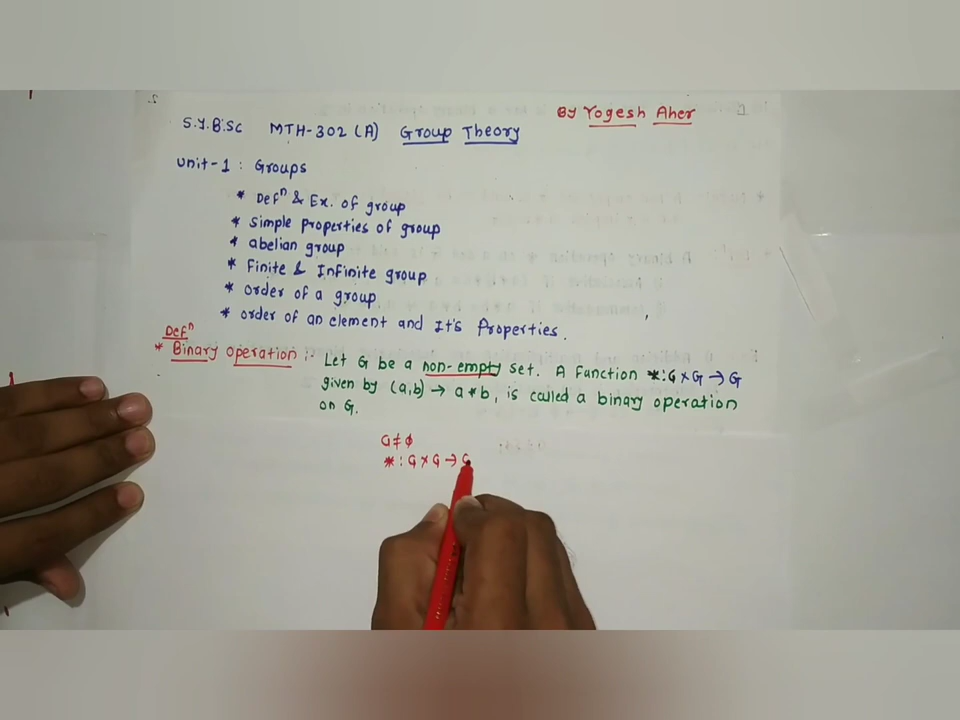 By Yogesh Aher
S.Y.B.Sc MTH-302 (A) Group Theory
Unit-1 : Groups
* Defⁿ & Ex. of group
* Simple properties of group
* abelian group
* Finite & Infinite group
* order of a group
* order of an element and It's Properties.
Defⁿ
* Binary operation :- Let G be a non-empty set. A function *: G × G → G
given by (a,b) → a * b, is called a binary operation
on G.
G ≠ ϕ
* : G × G → G